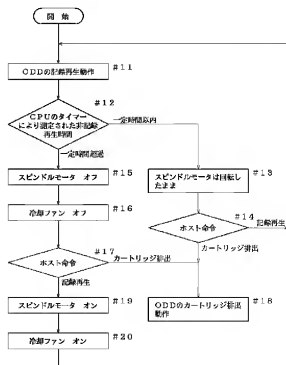 開 始
ODDの記録再生動作
#11
#12
CPUのタイマー
により測定された非記録
再生時間
一定時間以内
一定時間超過
スピンドルモータ オフ
#15
スピンドルモータは回転し
たまま
#13
冷却ファン オフ
#16
#14
ホスト命令
記録再生
カートリッジ排出
#17
ホスト命令
カートリッジ排出
記録再生
スピンドルモータ オン
#19
ODDのカートリッジ排出
動作
#18
冷却ファン オン
#20